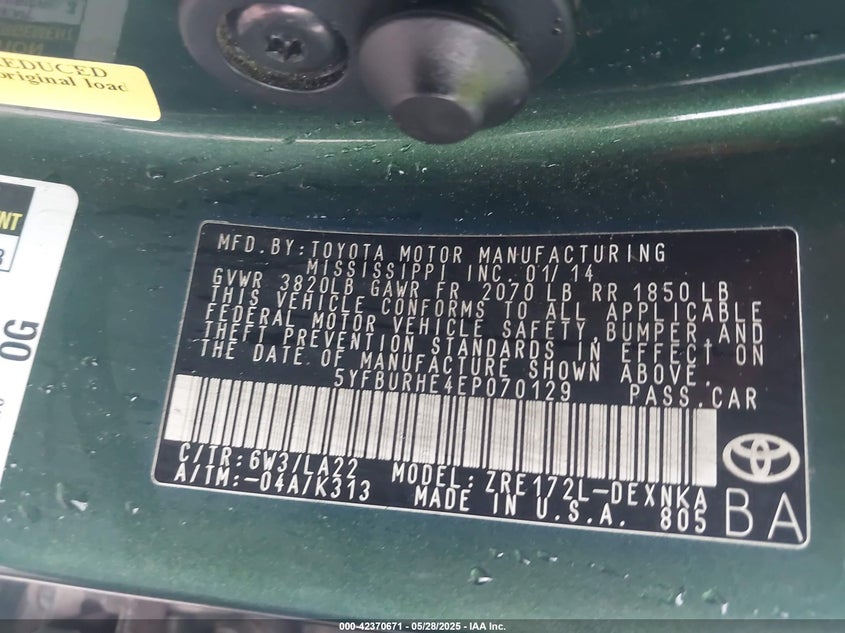 REDUCED
original load
NT
3
OG
MFD.BY:TOYOTA MOTOR MANUFACTURING
MISSISSIPPI INC. 01/14
GVWR 3820LB GAWR FR 2070 LB RR 1850 LB
THIS VEHICLE CONFORMS TO ALL APPLICABLE
FEDERAL MOTOR VEHICLE SAFETY,BUMPER,AND
THEFT PREVENTION STANDARDS IN EFFECT ON
THE DATE OF MANUFACTURE SHOWN ABOVE.
5YFBURHE4EP070129 PASS.CAR
C/TR:6W3/LA22 MODEL:ZRE172L-DEXNKA
A/TM:-04A/K313 MADE IN U.S.A. 805
BA
000-42370671 - 05/28/2025 - IAA Inc.